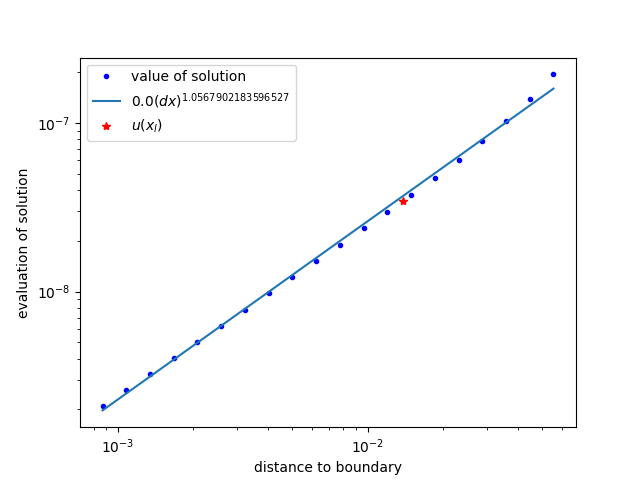 value of solution
0.0(dx)^1.0567902183596527
u(x_l)
10^-7
10^-8
evaluation of solution
10^-3
10^-2
distance to boundary